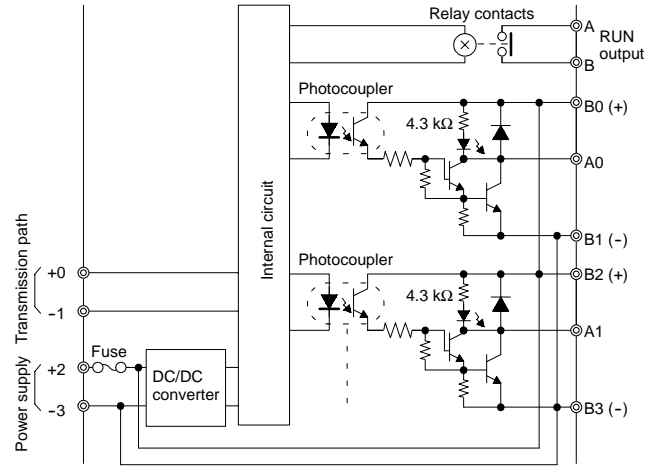 Relay contacts
A
RUN
output
B
Photocoupler
B0 (+)
4.3 kΩ
A0
Internal circuit
B1 (-)
Transmission path
+0
-1
Photocoupler
B2 (+)
4.3 kΩ
A1
Power supply
+2
Fuse
-3
DC/DC
converter
B3 (-)